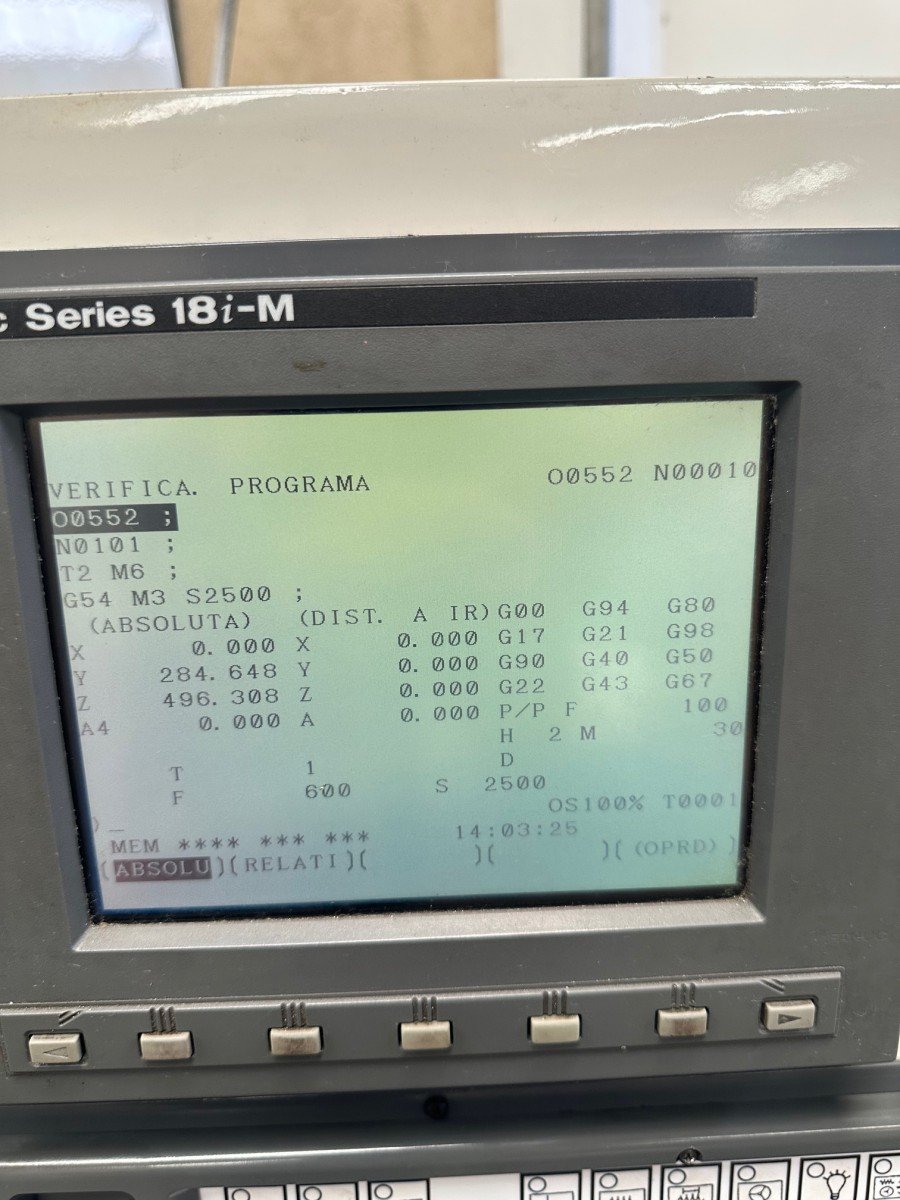 c Series 18i-M
VERIFICA. PROGRAMA O0552 N00010
O0552 ;
N0101 ;
T2 M6 ;
G54 M3 S2500 ;
(ABSOLUTA) (DIST. A IR) G00 G94 G80
X 0.000 X 0.000 G17 G21 G98
Y 284.648 Y 0.000 G90 G40 G50
Z 496.308 Z 0.000 G22 G43 G67
A4 0.000 A 0.000 P/P F 100
H 2 M 30
D
T 1
F 600 S 2500
OS100% T0001
)_
MEM **** *** *** 14:03:25
(ABSOLU)(RELATI)( )( )( (OPRD) )